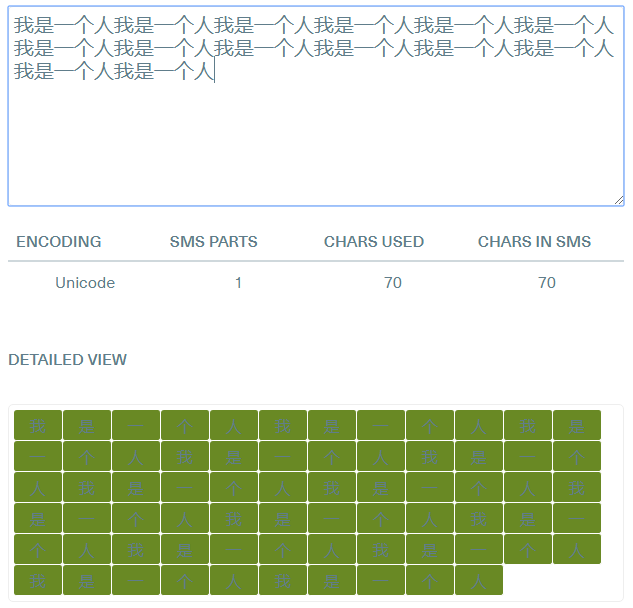 我是一个人我是一个人我是一个人我是一个人我是一个人我是一个人
我是一个人我是一个人我是一个人我是一个人我是一个人我是一个人
我是一个人我是一个人
ENCODING SMS PARTS CHARS USED CHARS IN SMS
Unicode 1 70 70
DETAILED VIEW
我 是 个 人 我 是 个 人 我 是
一 个 人 我 是 一 个 人 我 是 一 个
人 我 是 个 人 我 是 个 人 我
是 一 个 人 我 是 一 个 人 我 是 一
个 人 我 是 个 人 我 是 个 人
我 是 一 个 人 我 是 一 个 人